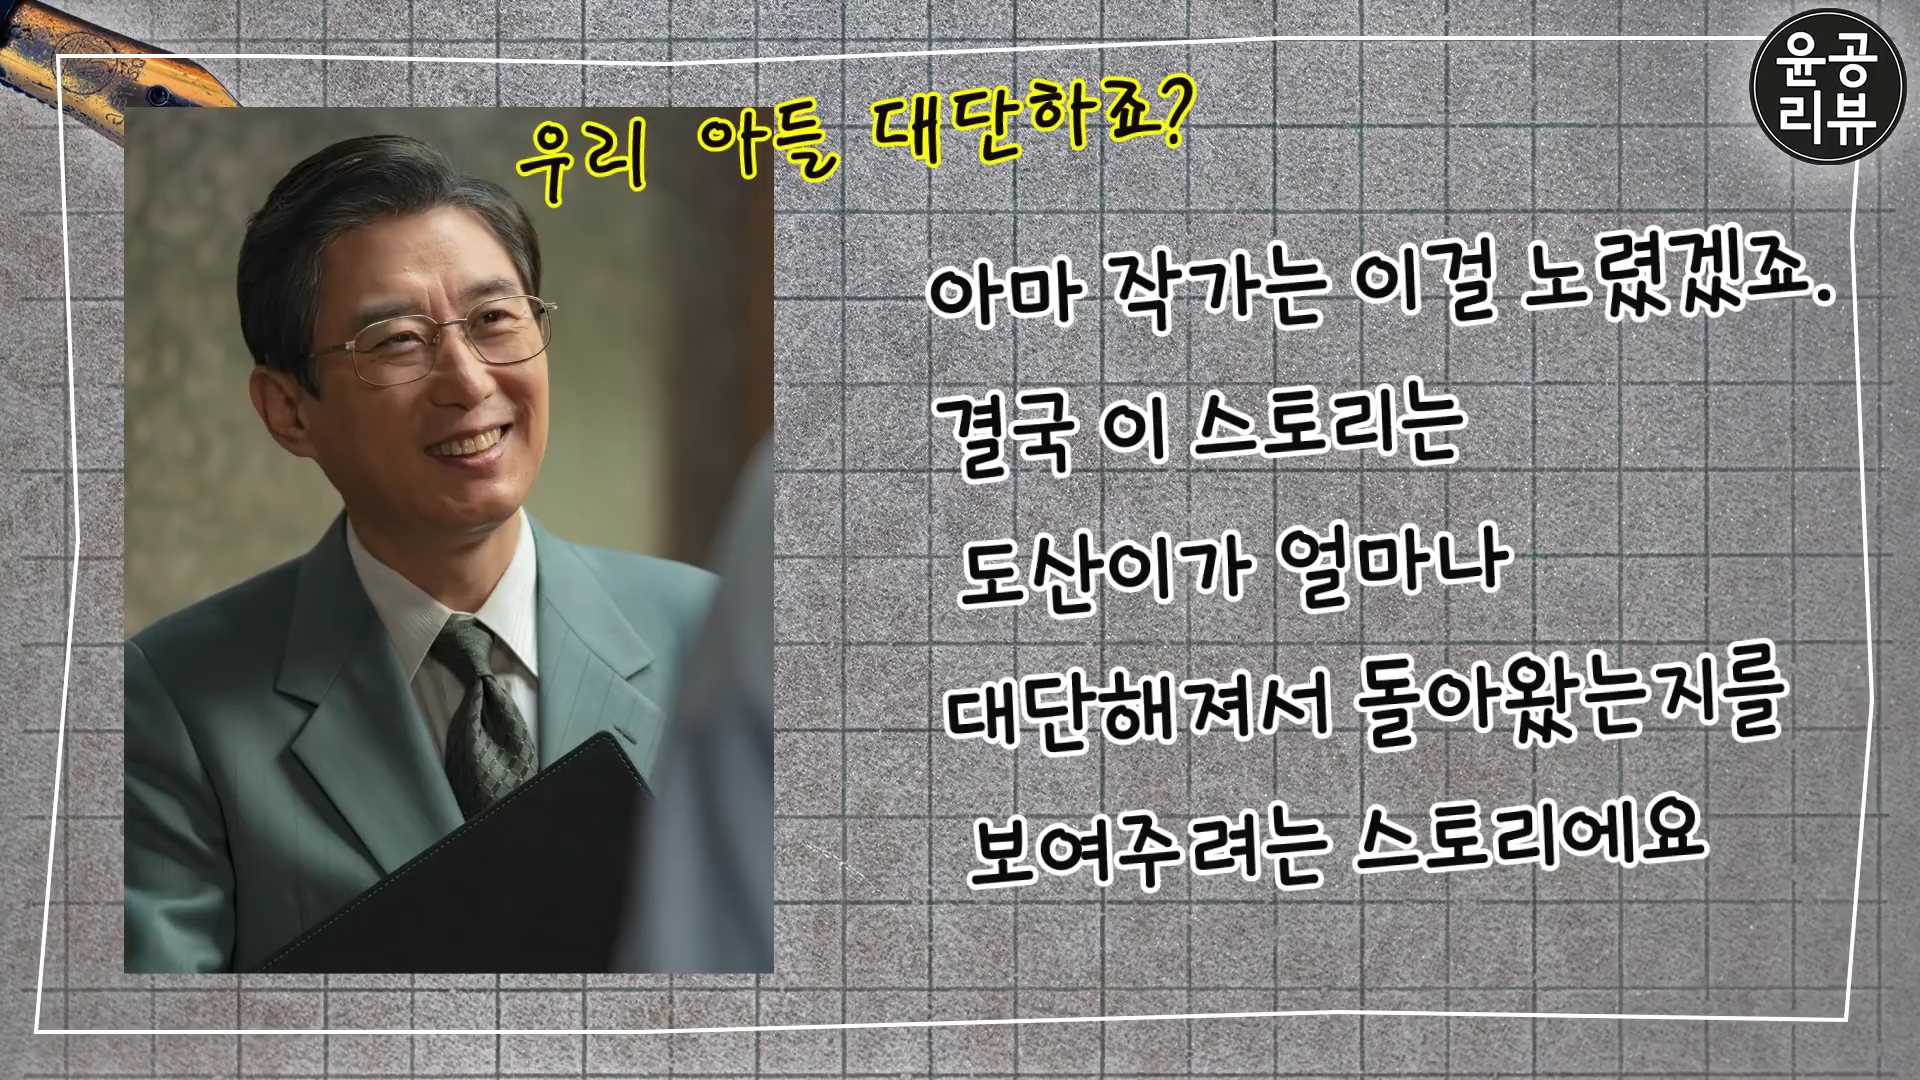 윤공
리뷰
우리 아들 대단하죠?
아마 작가는 이걸 노렸겠죠.
결국 이 스토리는
도산이가 얼마나
대단해져서 돌아왔는지를
보여주려는 스토리에요